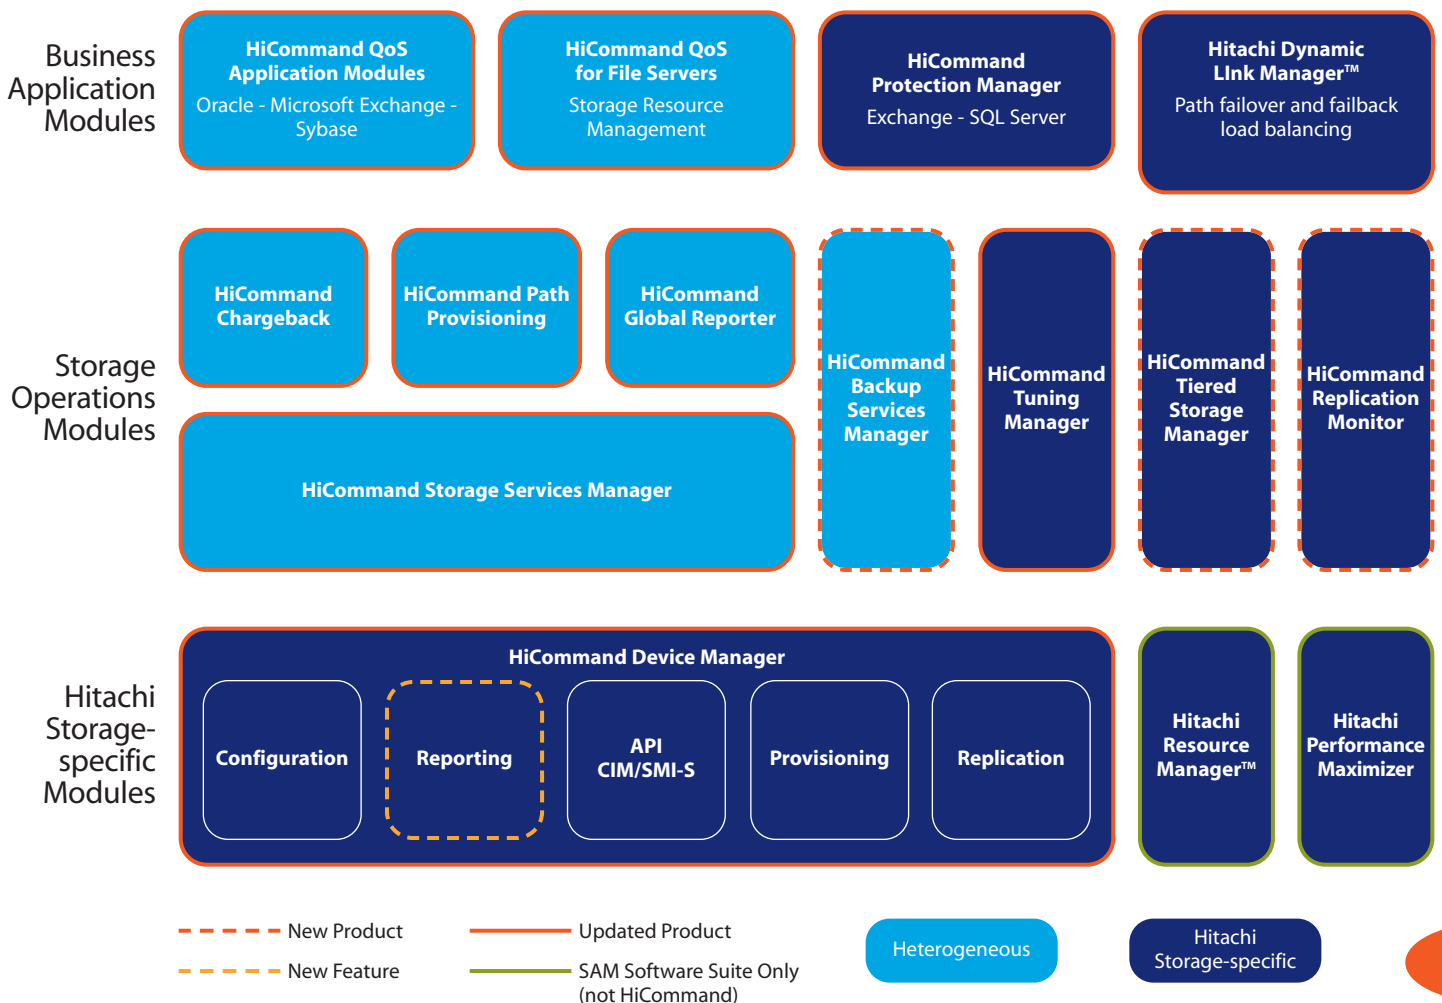 Business
Application
Modules
HiCommand QoS
Application Modules
Oracle - Microsoft Exchange -
Sybase
HiCommand QoS
for File Servers
Storage Resource
Management
HiCommand
Protection Manager
Exchange - SQL Server
Hitachi Dynamic
LInk Manager™
Path failover and failback
load balancing
Storage
Operations
Modules
HiCommand
Chargeback
HiCommand Path
Provisioning
HiCommand
Global Reporter
HiCommand Storage Services Manager
HiCommand
Backup
Services
Manager
HiCommand
Tuning
Manager
HiCommand
Tiered
Storage
Manager
HiCommand
Replication
Monitor
Hitachi
Storage-
specific
Modules
HiCommand Device Manager
Configuration
Reporting
API
CIM/SMI-S
Provisioning
Replication
Hitachi
Resource
Manager™
Hitachi
Performance
Maximizer
New Product
New Feature
Updated Product
SAM Software Suite Only
(not HiCommand)
Heterogeneous
Hitachi
Storage-specific